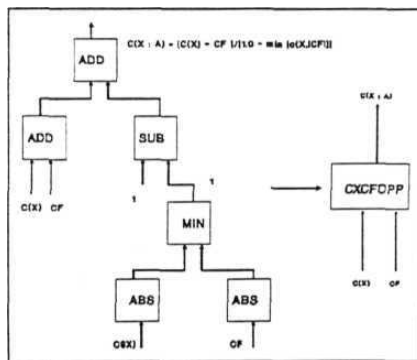 C(X : A) = [C(X) + CF ]/[1.0 - min |c(X,|CF|]
ADD
ADD
SUB
C(X : A)
C(X)
CF
1
1
CXCFOPP
MIN
C(X)
CF
ABS
ABS
C(X)
CF